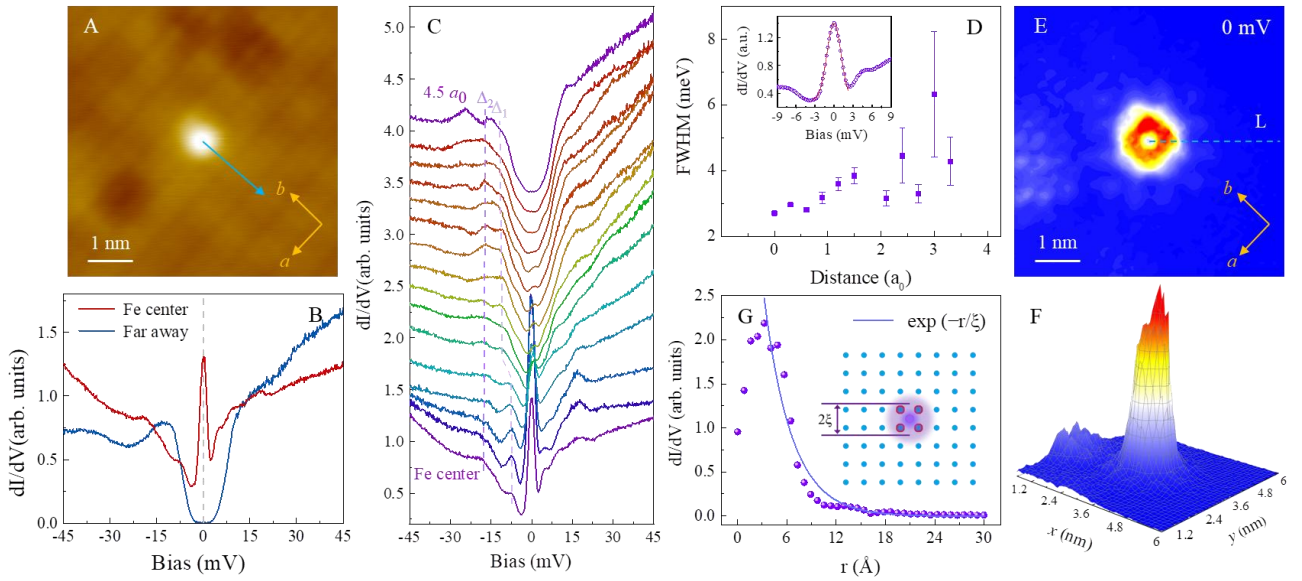 A
b
a
1 nm
B
Fe center
Far away
dI/dV(arb. units)
1.5
1.0
0.5
0.0
-45
-30
-15
0
15
30
45
Bias (mV)
C
4.5 a0
Δ2
Δ1
Fe center
dI/dV(arb. units)
5.0
4.5
4.0
3.5
3.0
2.5
2.0
1.5
1.0
0.5
-45
-30
-15
0
15
30
45
Bias (mV)
D
FWHM (meV)
8
6
4
2
0
1
2
3
4
Distance (a0)
dI/dV (a.u.)
1.2
0.8
0.4
-9
-6
-3
0
3
6
9
Bias (mV)
E
0 mV
L
b
a
1 nm
G
exp (−r/ξ)
2ξ
dI/dV (arb. units)
2.5
2.0
1.5
1.0
0.5
0.0
0
6
12
18
24
30
r (Å)
F
1.2
2.4
3.6
4.8
6
x (nm)
1.2
2.4
3.6
4.8
6
y (nm)